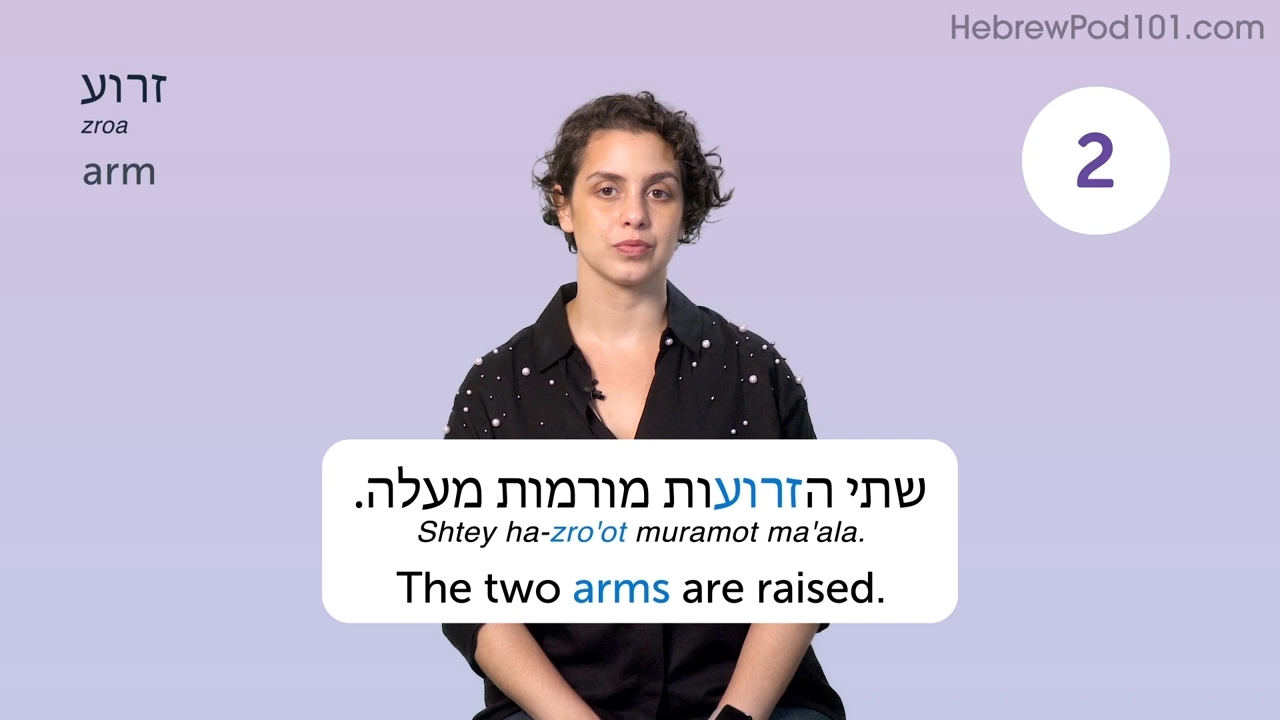 HebrewPod101.com
זרוע
zroa
arm
2
שתי הזרועות מורמות מעלה.
Shtey ha-zro'ot muramot ma'ala.
The two arms are raised.